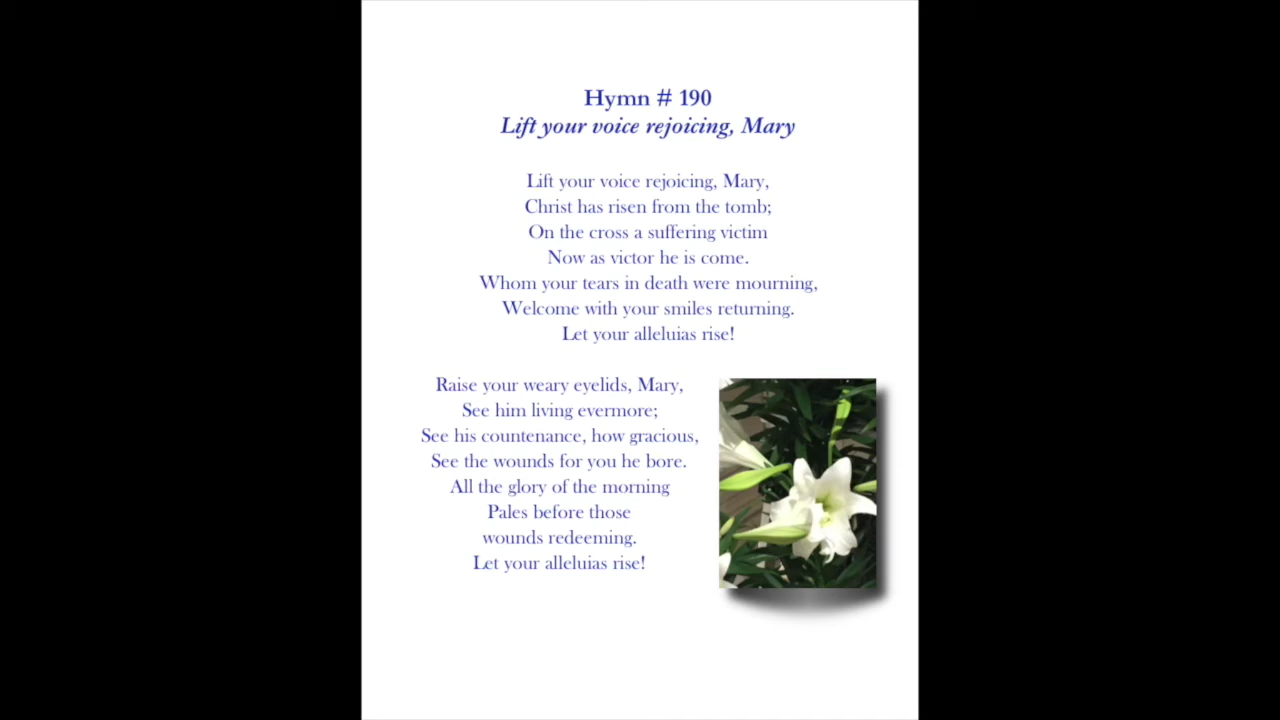 Hymn # 190
Lift your voice rejoicing, Mary
Lift your voice rejoicing, Mary,
Christ has risen from the tomb;
On the cross a suffering victim
Now as victor he is come.
Whom your tears in death were mourning,
Welcome with your smiles returning.
Let your alleluias rise!
Raise your weary eyelids, Mary,
See him living evermore;
See his countenance, how gracious,
See the wounds for you he bore.
All the glory of the morning
Pales before those
wounds redeeming.
Let your alleluias rise!